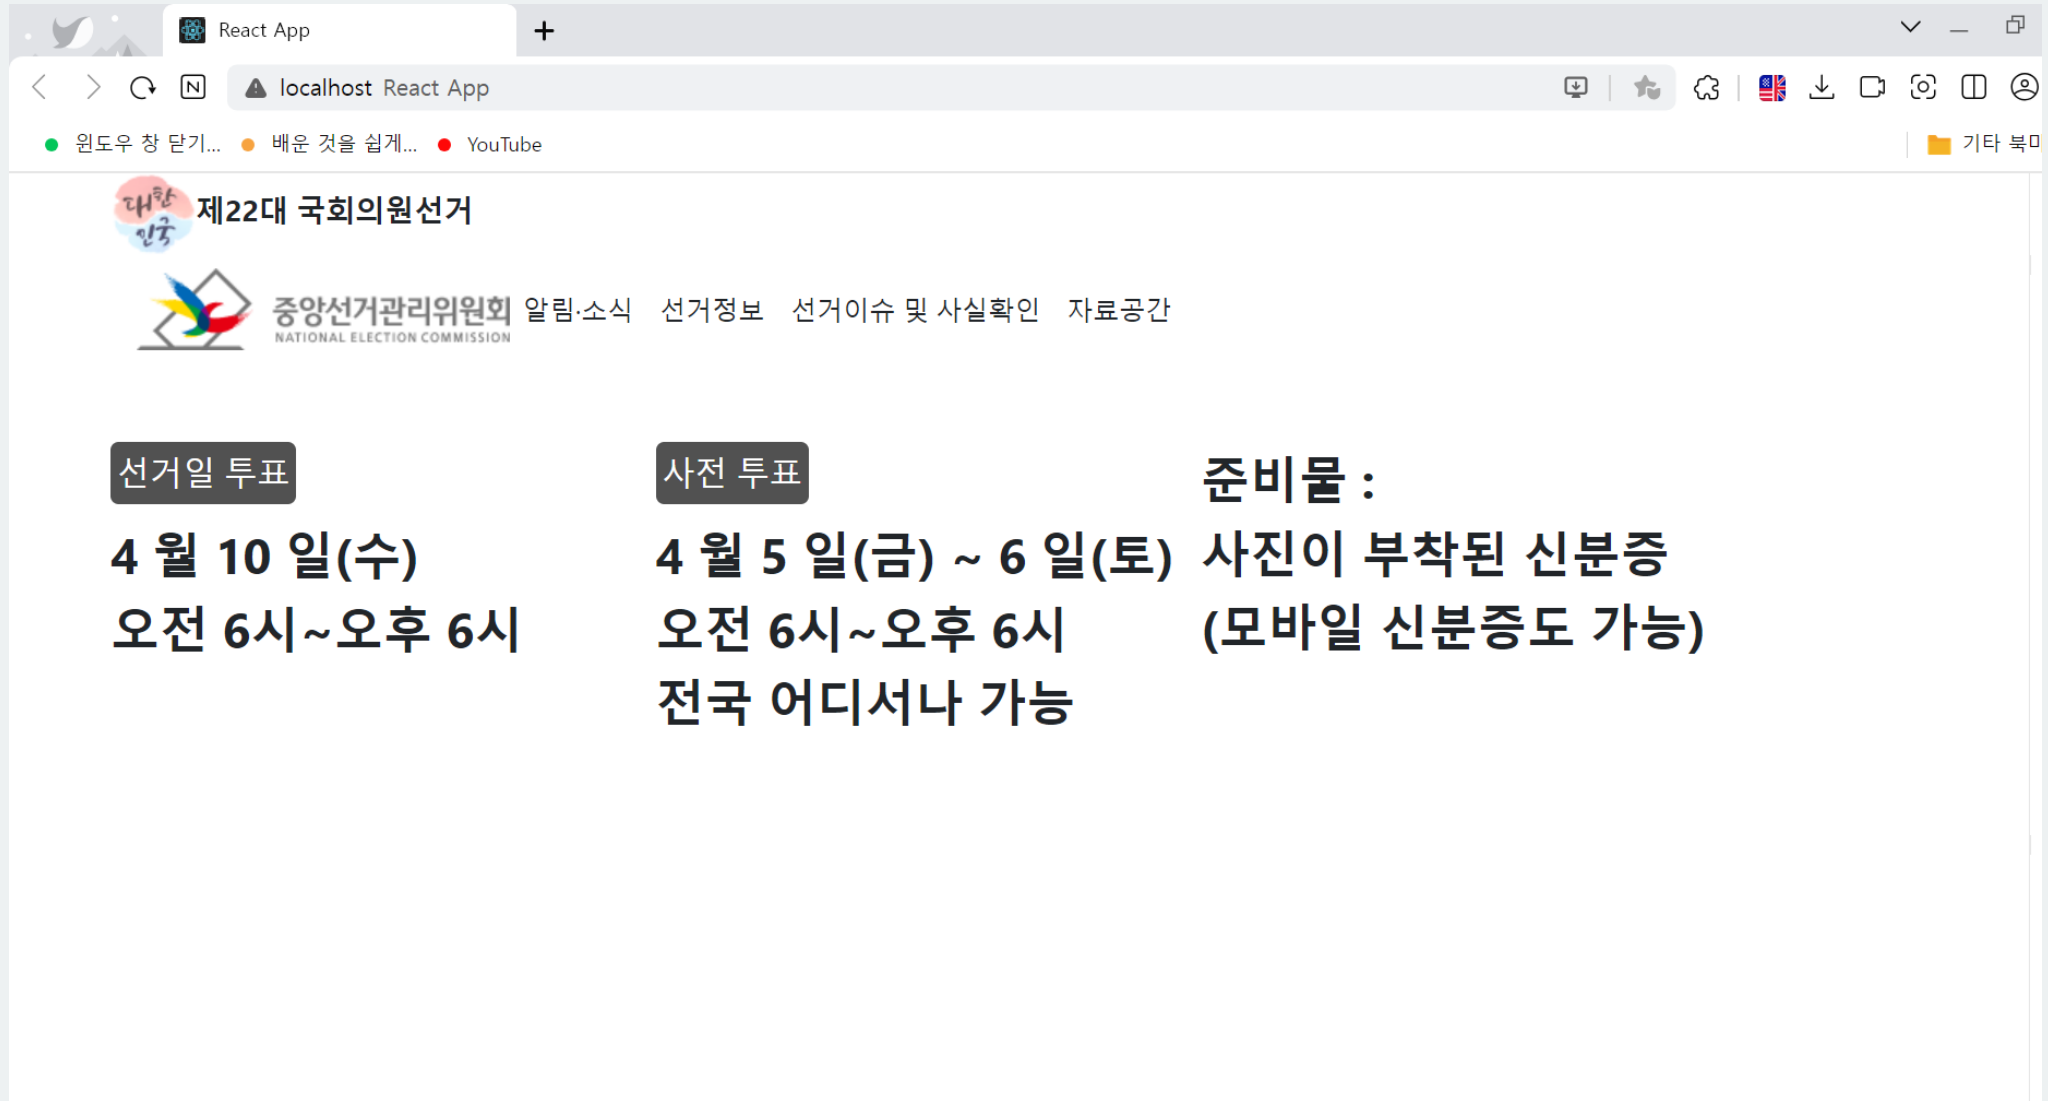 React App
localhost React App
윈도우 창 닫기... 배운 것을 쉽게... YouTube
기타 북마
대한
민국
제22대 국회의원선거
중앙선거관리위원회
NATIONAL ELECTION COMMISSION
알림·소식 선거정보 선거이슈 및 사실확인 자료공간
선거일 투표
4 월 10 일(수)
오전 6시~오후 6시
사전 투표
4 월 5 일(금) ~ 6 일(토)
오전 6시~오후 6시
전국 어디서나 가능
준비물 :
사진이 부착된 신분증
(모바일 신분증도 가능)